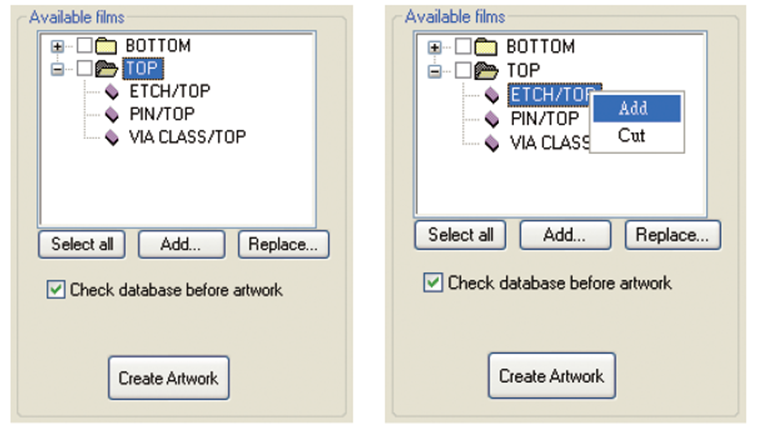 Available films
BOTTOM
TOP
ETCH/TOP
PIN/TOP
VIA CLASS/TOP
Select all
Add...
Replace...
Check database before artwork
Create Artwork
Available films
BOTTOM
TOP
ETCH/TOP
Add
PIN/TOP
Cut
VIA CLASS
Select all
Add...
Replace...
Check database before artwork
Create Artwork